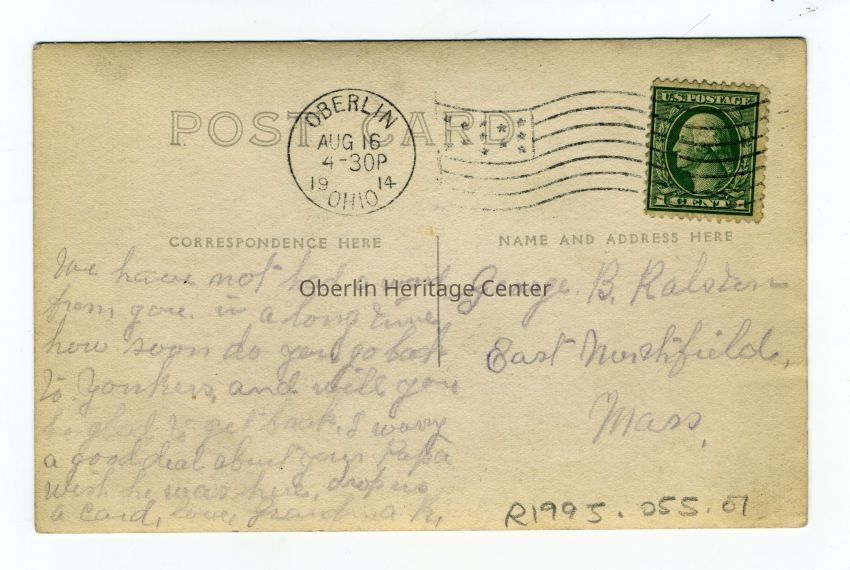 POST CARD
OBERLIN
AUG 16
4-30P
19 14
OHIO
U.S. POSTAGE
1 CENT 1
CORRESPONDENCE HERE
NAME AND ADDRESS HERE
Oberlin Heritage Center
We have not had a word
from you in a long time
how soon do you go back
to Yonkers, and will you
be glad to get back, I worry
a good deal about your Papa
wish he was here, drop us
a card, love, Grandma R,
George B. Ralston
East Northfield,
Mass,
R1995.055.01